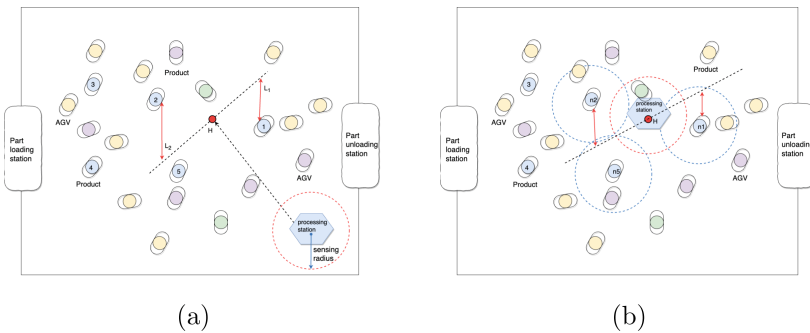 Product
3
2
AGV
L₁
1
H
Part
loading
station
L₂
4
Product
5
AGV
Part
unloading
station
processing
station
sensing
radius
(a)
Product
3
n2
AGV
processing
station
H
n1
Part
loading
station
4
Product
n5
AGV
Part
unloading
station
(b)